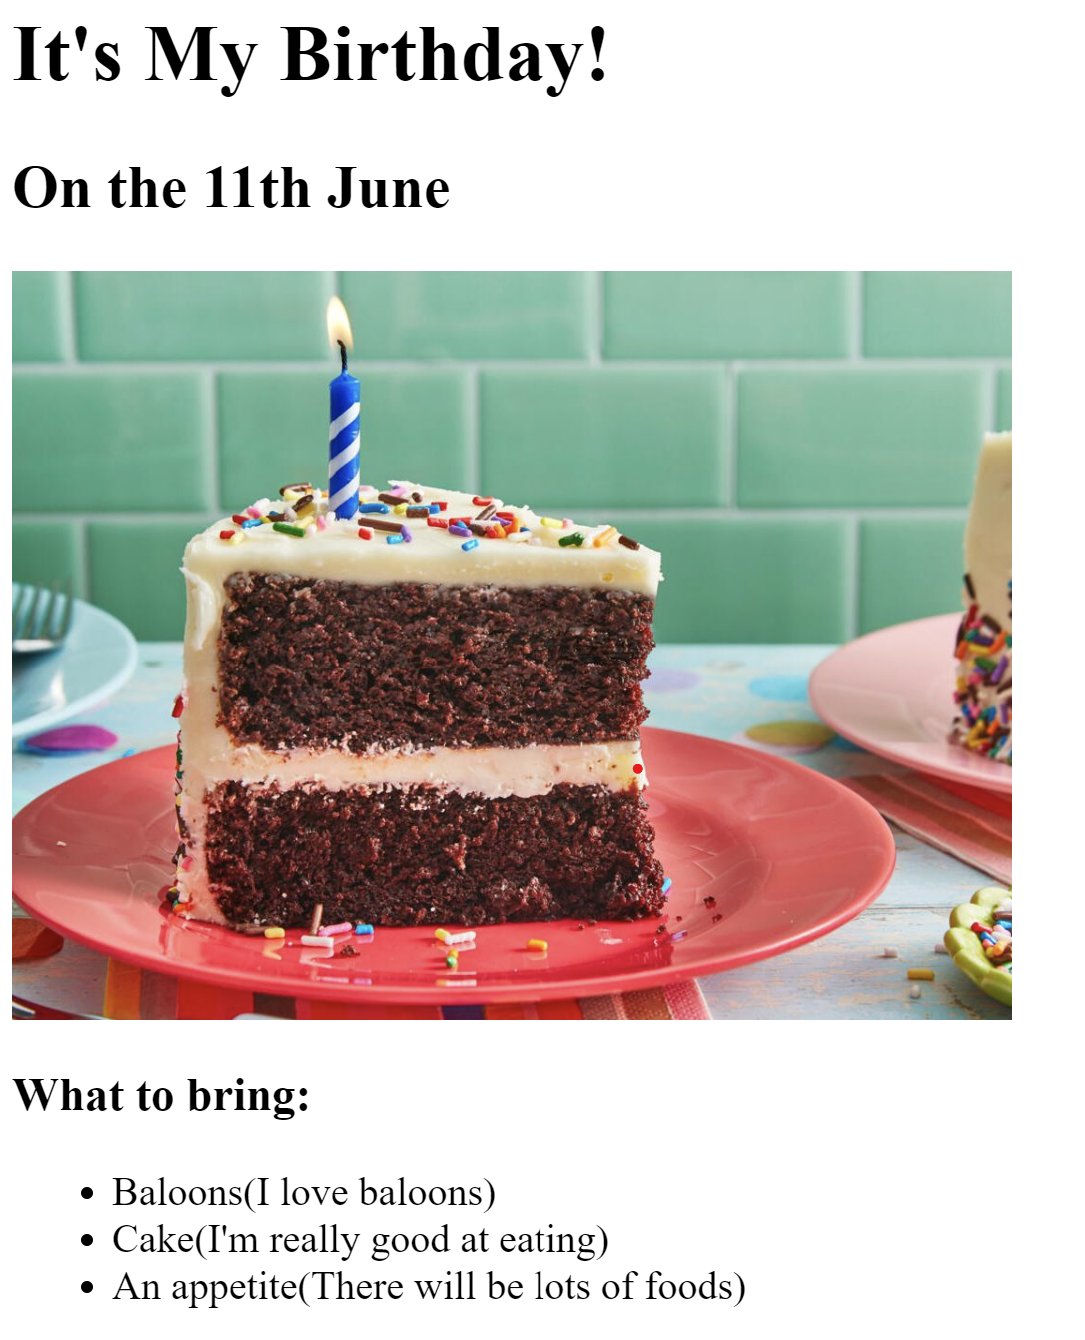 It's My Birthday!
On the 11th June
What to bring:
Baloons(I love baloons)
Cake(I'm really good at eating)
An appetite(There will be lots of foods)